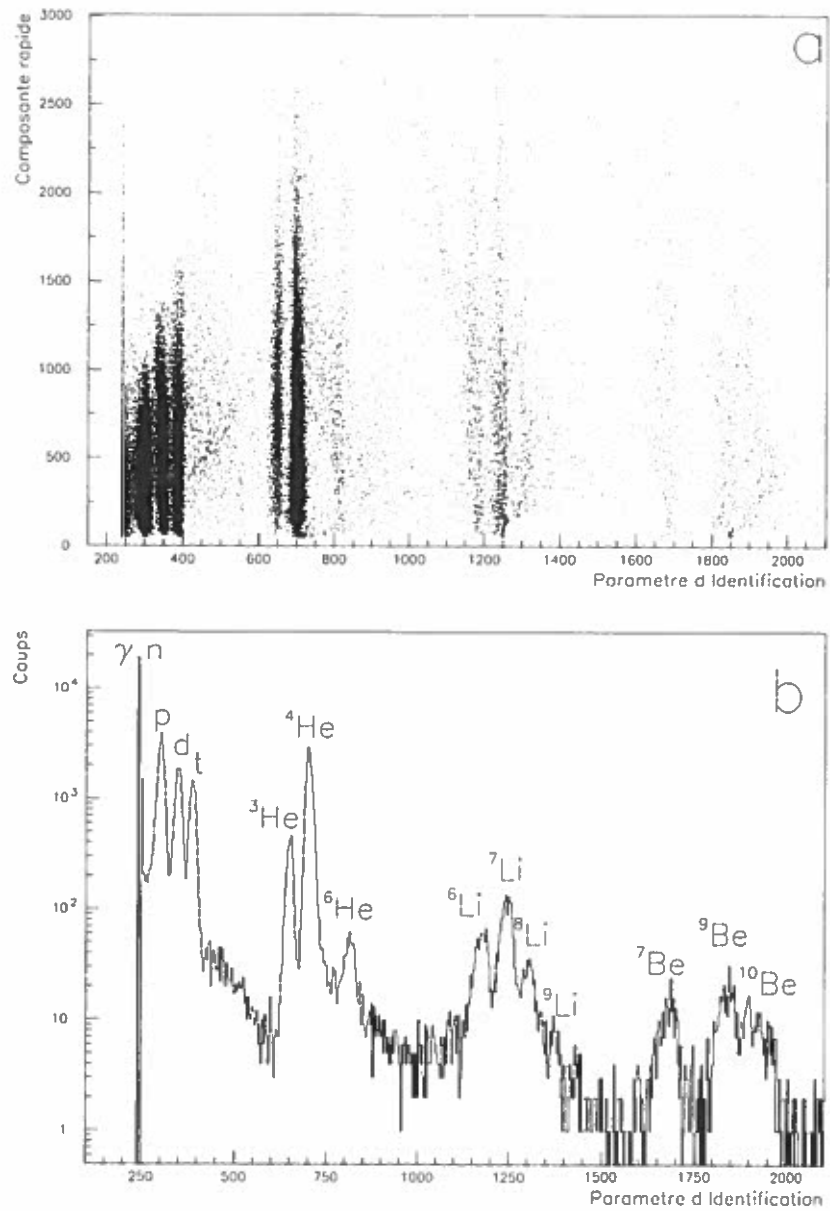 a
Composante rapide
3000
2500
2000
1500
1000
500
0
200 400 600 800 1000 1200 1400 1600 1800 2000
Parametre d Identification
b
Coups
10⁴
10³
10²
10
1
γ n
p
d
t
³He
⁴He
⁶He
⁶Li
⁷Li
⁸Li
⁹Li
⁷Be
⁹Be
¹⁰Be
250 500 750 1000 1250 1500 1750 2000
Parametre d Identification